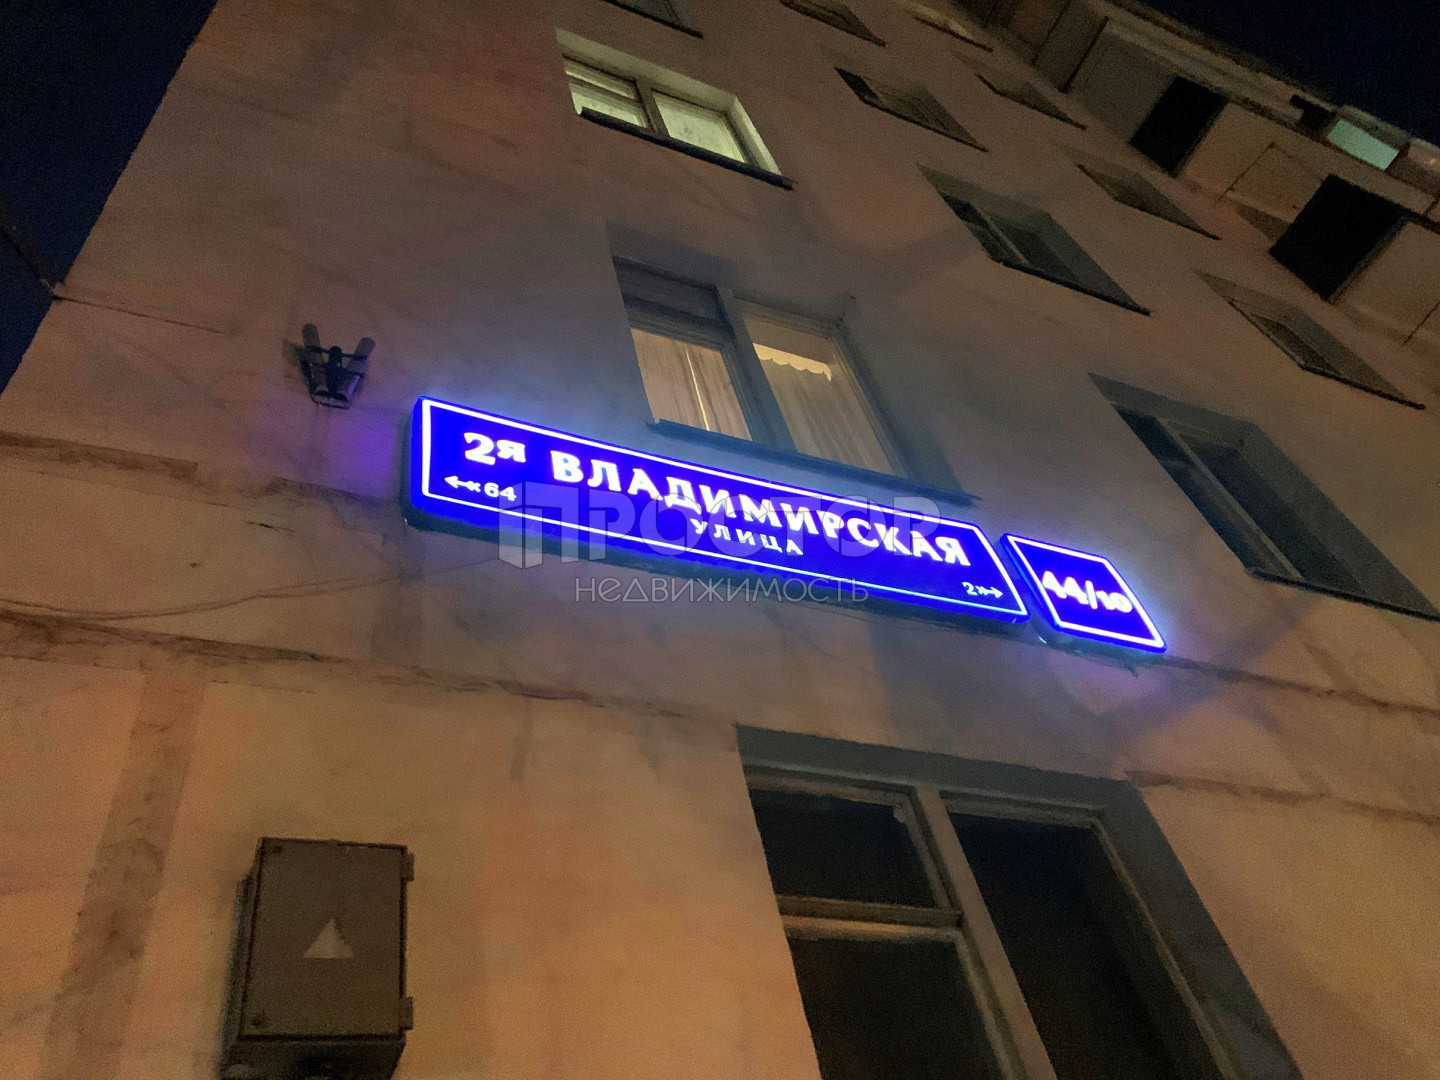 2я ВЛАДИМИРСКАЯ
УЛИЦА
64
2
44/10
ПРОСТОР
НЕДВИЖИМОСТЬ